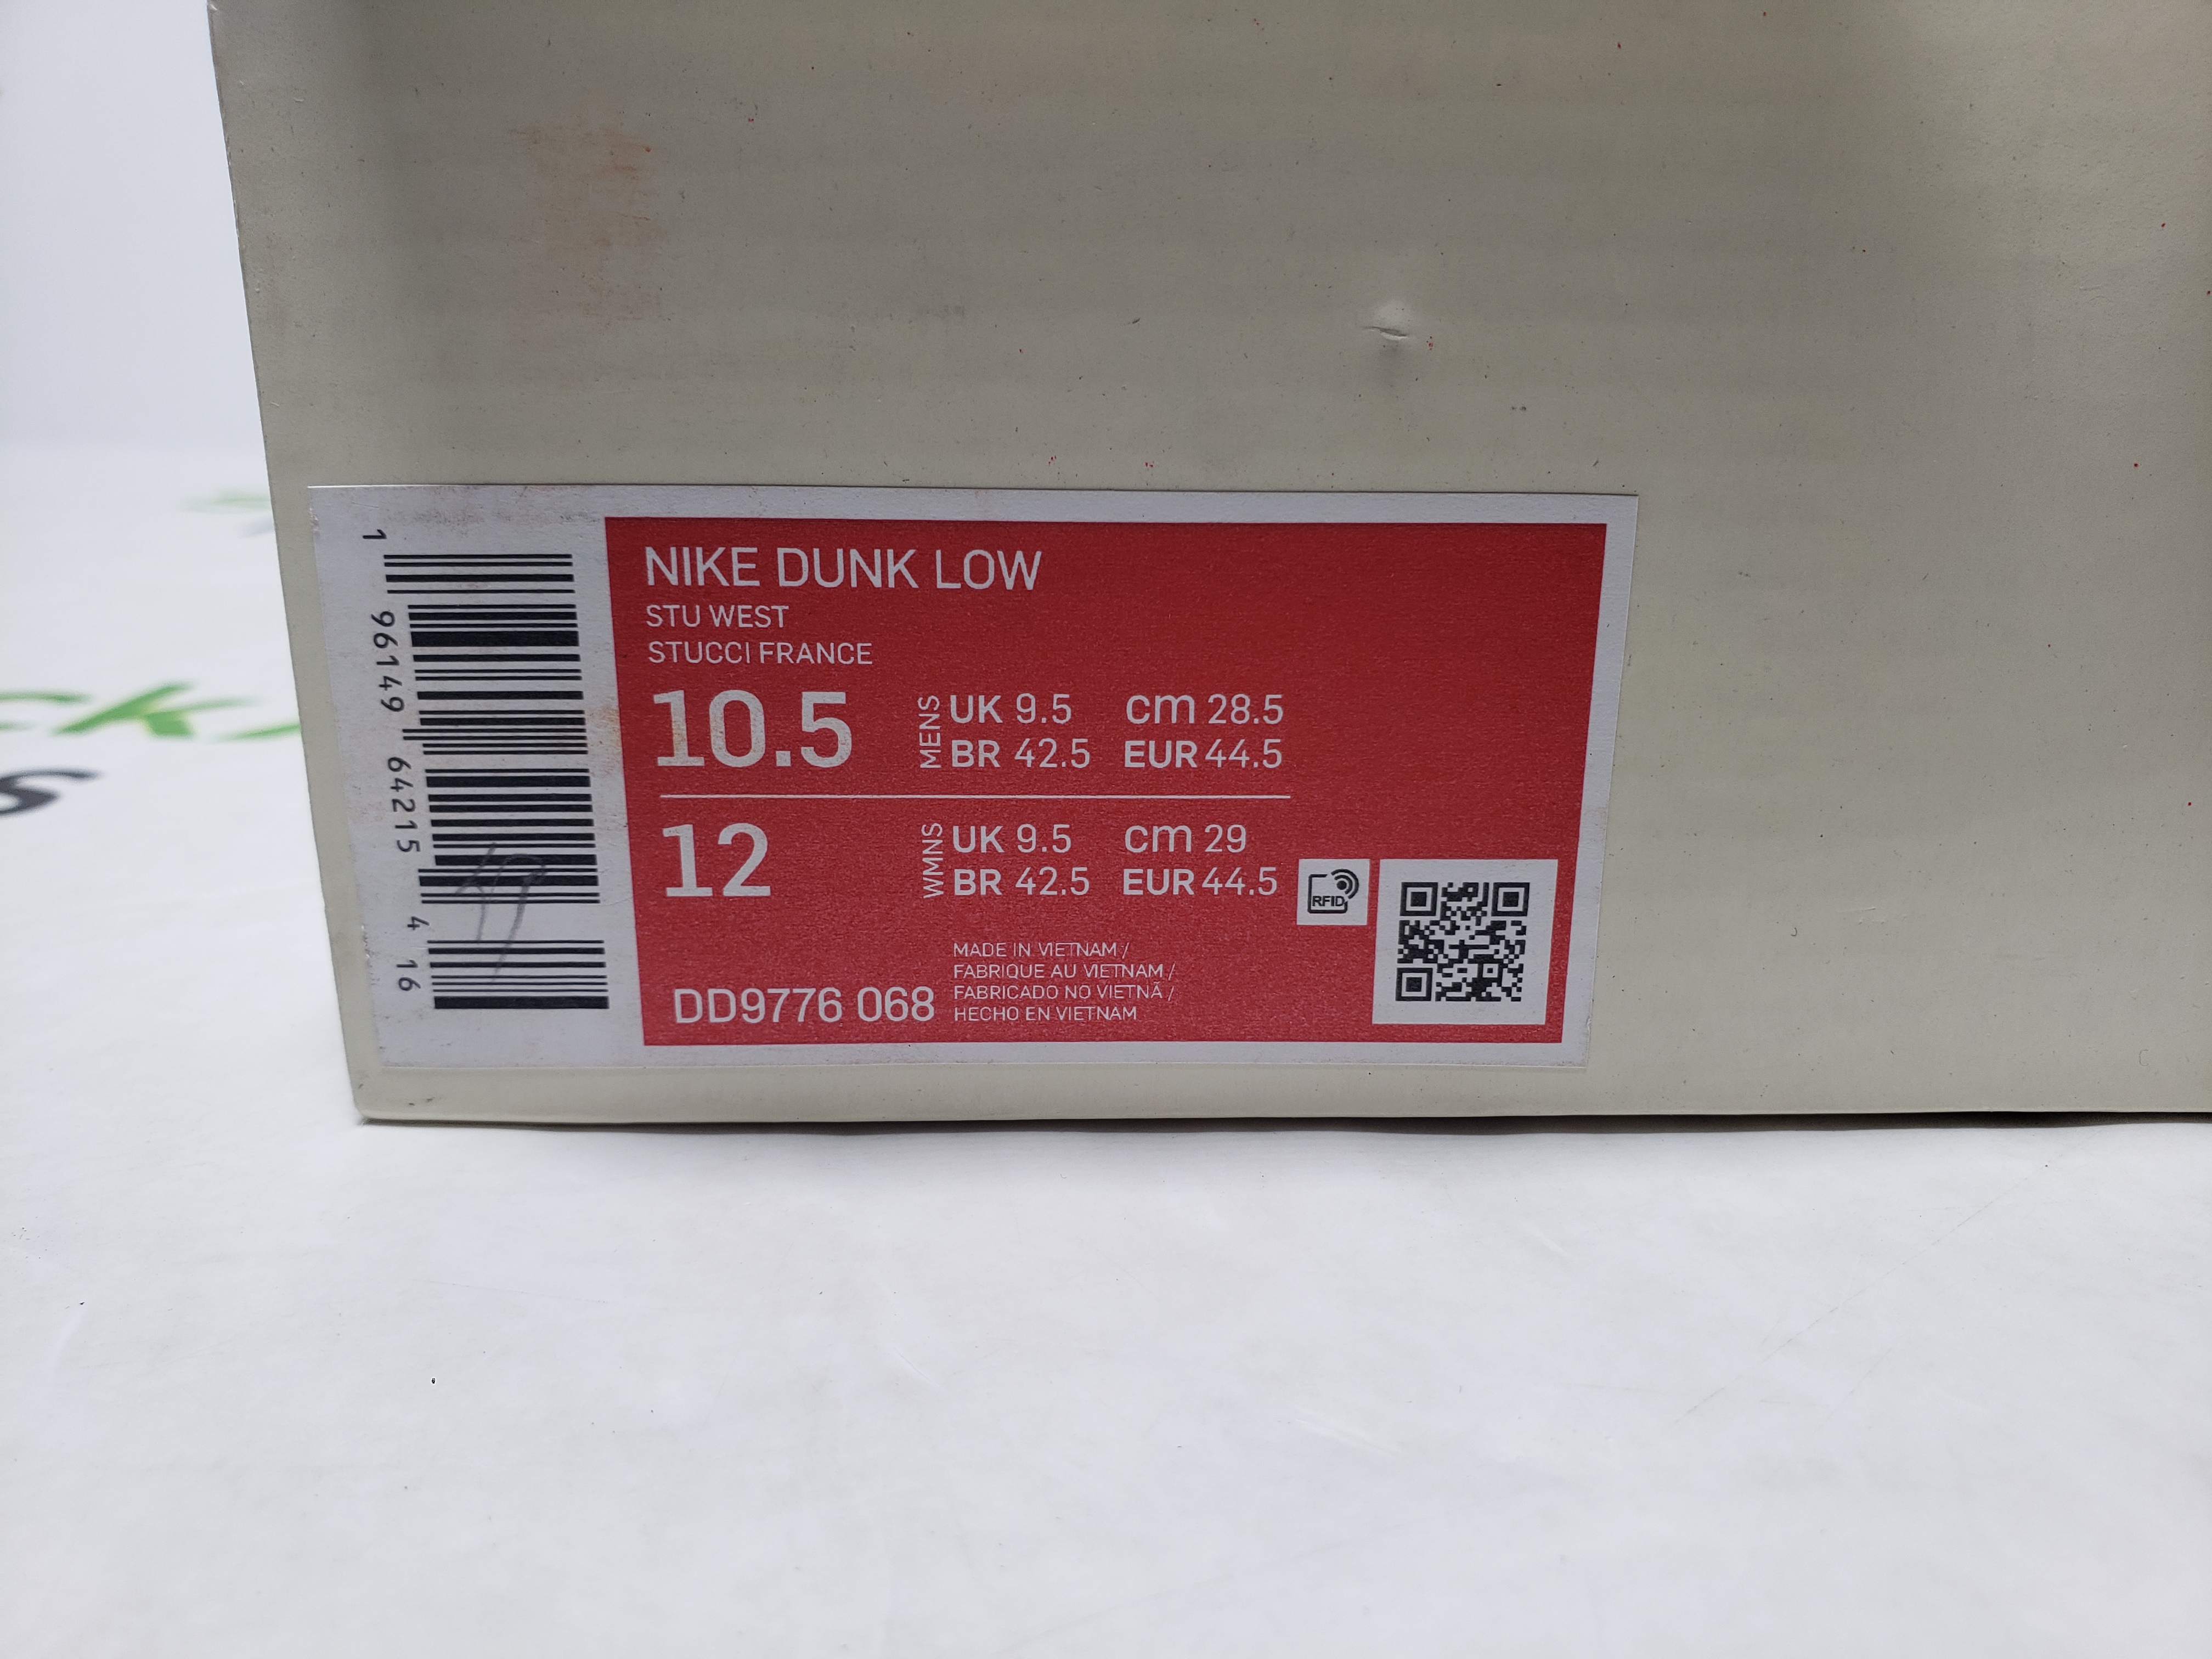 1 96149 64215 4 16
NIKE DUNK LOW
STU WEST
STUCCI FRANCE
10.5 MENS UK 9.5 cm 28.5
BR 42.5 EUR 44.5
12 WMNS UK 9.5 cm 29
BR 42.5 EUR 44.5
RFID
MADE IN VIETNAM /
FABRIQUE AU VIETNAM /
FABRICADO NO VIETNÃ /
HECHO EN VIETNAM
DD9776 068